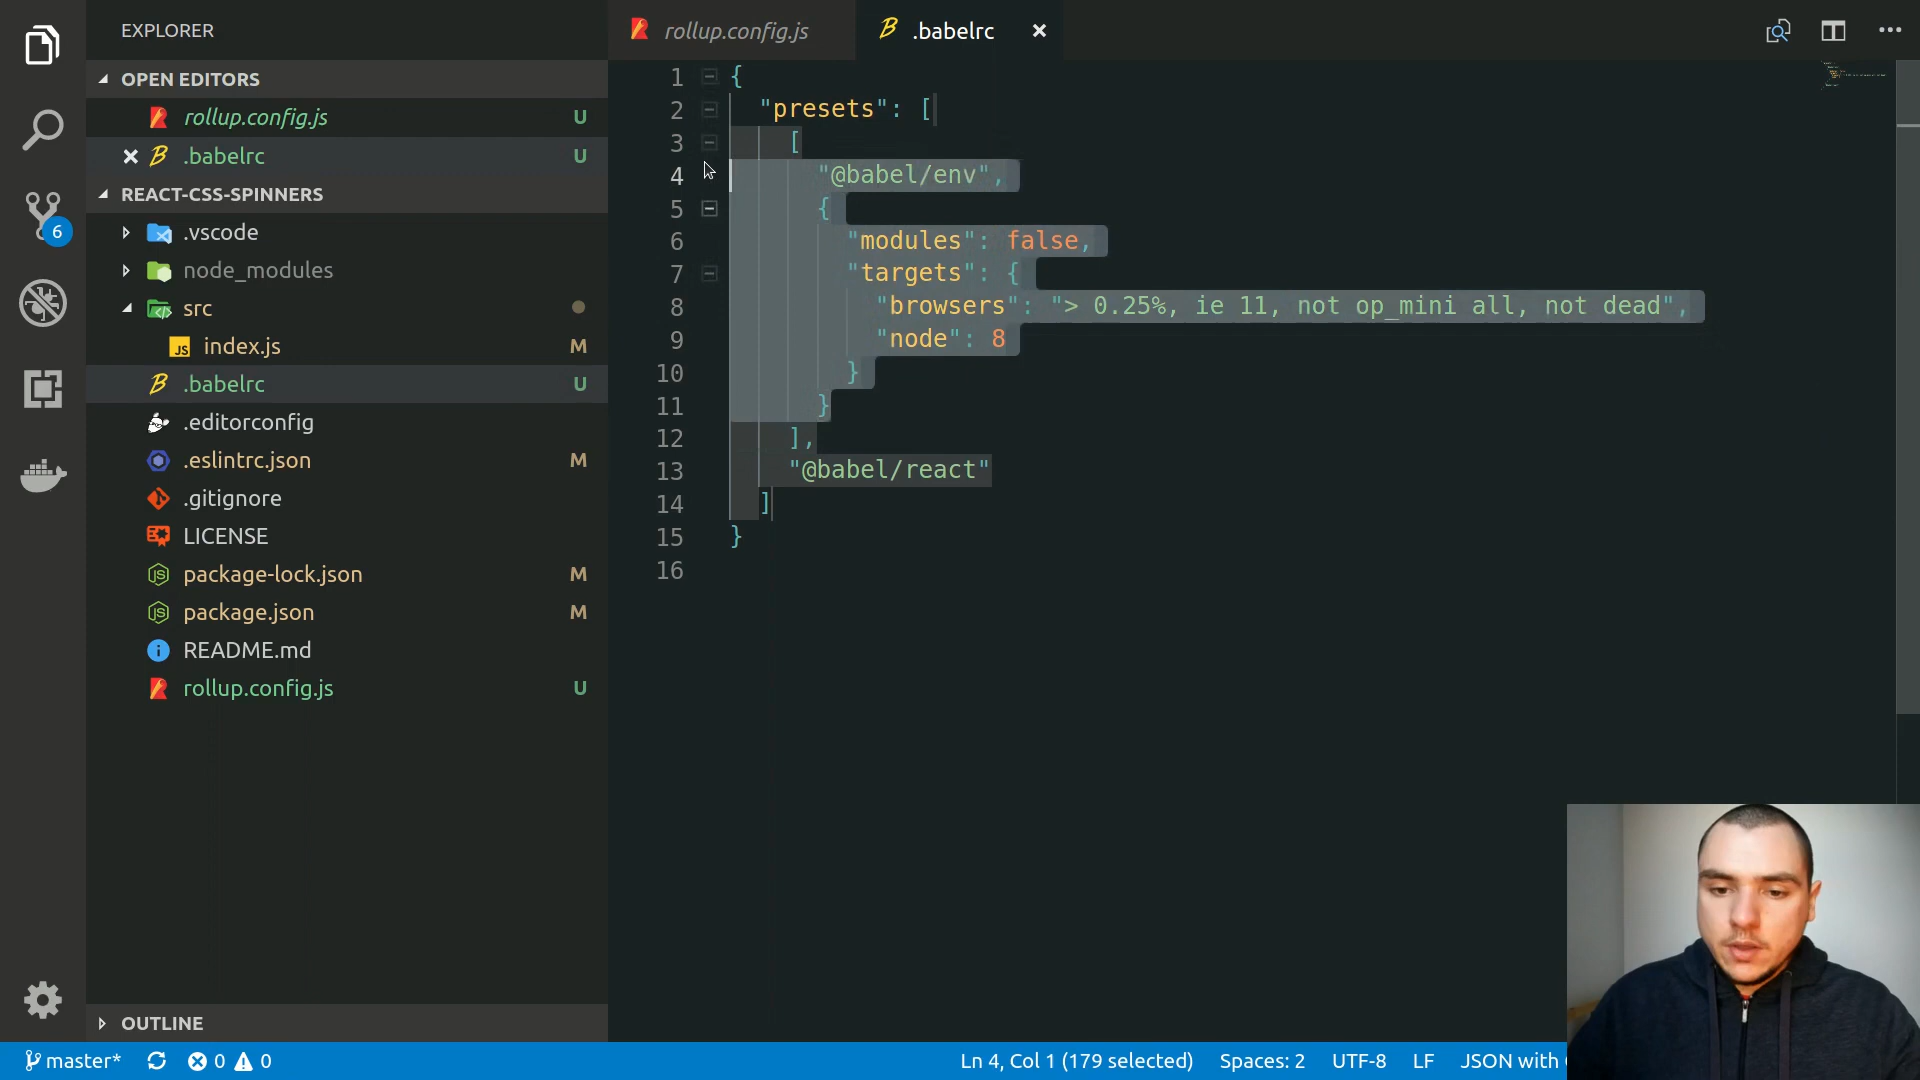 EXPLORER
OPEN EDITORS
rollup.config.js U
.babelrc U
REACT-CSS-SPINNERS
.vscode
node_modules
src
JS index.js M
.babelrc U
.editorconfig
.eslintrc.json M
.gitignore
LICENSE
package-lock.json M
package.json M
README.md
rollup.config.js U
OUTLINE
6
rollup.config.js
.babelrc
1 {
2 "presets": [
3 [
4 "@babel/env",
5 {
6 "modules": false,
7 "targets": {
8 "browsers": "> 0.25%, ie 11, not op_mini all, not dead",
9 "node": 8
10 }
11 }
12 ],
13 "@babel/react"
14 ]
15 }
16
master* 0 0 Ln 4, Col 1 (179 selected) Spaces: 2 UTF-8 LF JSON with